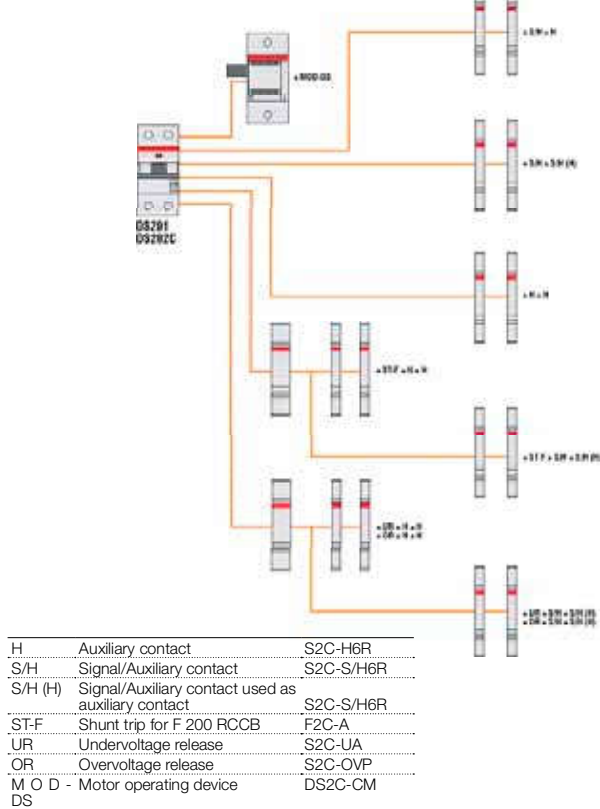 + S/H + H
+ MOD-DS
+ S/H + S/H (H)
DS201
DS202C
+ H + H
+ ST-F + H + H
+ ST-F + S/H + S/H (H)
+ UR + H + H
+ OR + H + H
+ UR + S/H + S/H (H)
+ OR + S/H + S/H (H)
H Auxiliary contact S2C-H6R
S/H Signal/Auxiliary contact S2C-S/H6R
S/H (H) Signal/Auxiliary contact used as
auxiliary contact S2C-S/H6R
ST-F Shunt trip for F 200 RCCB F2C-A
UR Undervoltage release S2C-UA
OR Overvoltage release S2C-OVP
M O D - Motor operating device DS2C-CM
DS